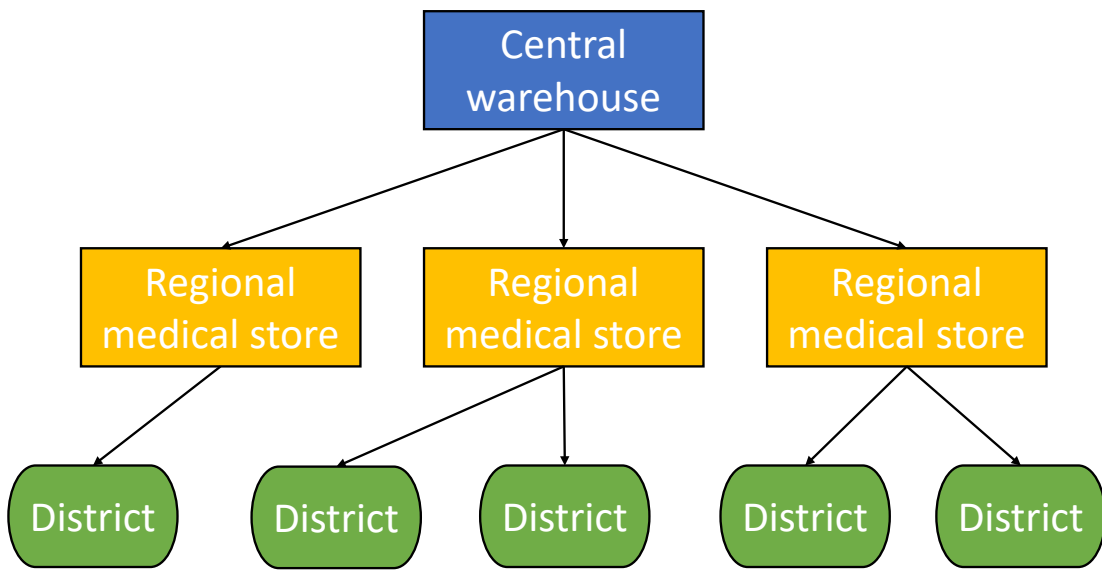 Central
warehouse
Regional
medical store
Regional
medical store
Regional
medical store
District
District
District
District
District